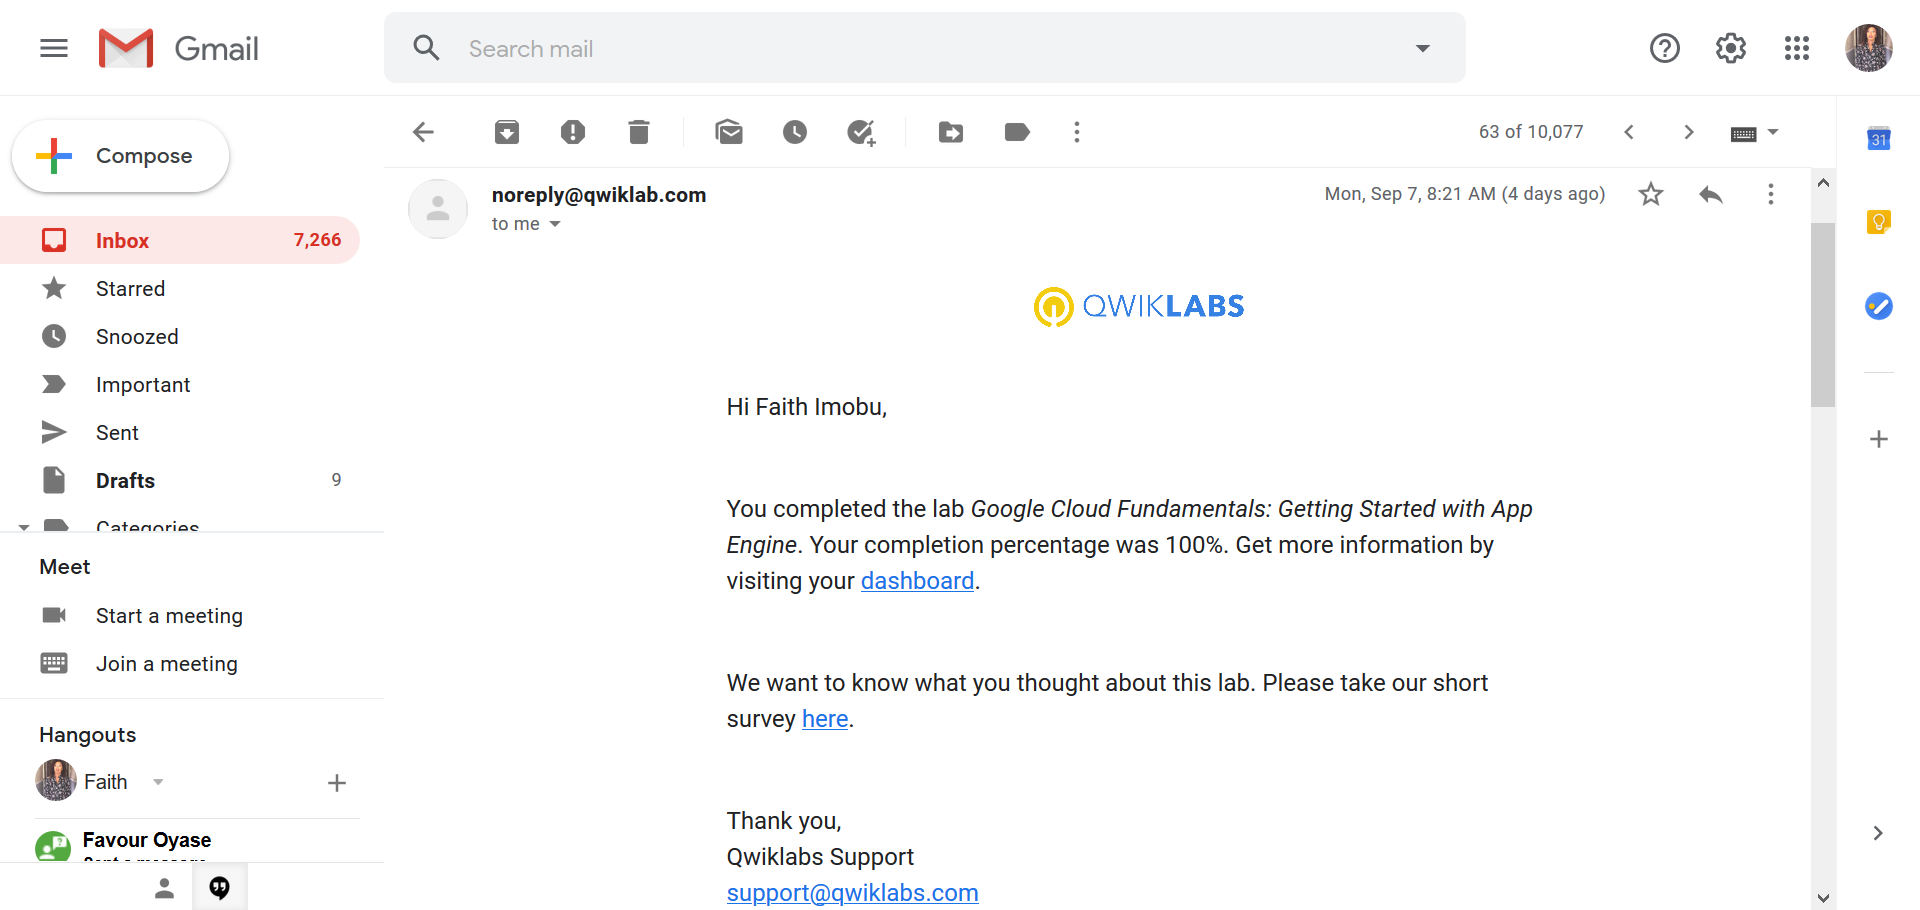 Gmail
Search mail
Compose
63 of 10,077
31
noreply@qwiklab.com
Mon, Sep 7, 8:21 AM (4 days ago)
to me
Inbox 7,266
Starred
Snoozed
Important
Sent
Drafts 9
Categories
Meet
Start a meeting
Join a meeting
Hangouts
Faith
Favour Oyase
QWIKLABS
Hi Faith Imobu,
You completed the lab Google Cloud Fundamentals: Getting Started with App
Engine. Your completion percentage was 100%. Get more information by
visiting your dashboard.
We want to know what you thought about this lab. Please take our short
survey here.
Thank you,
Qwiklabs Support
support@qwiklabs.com